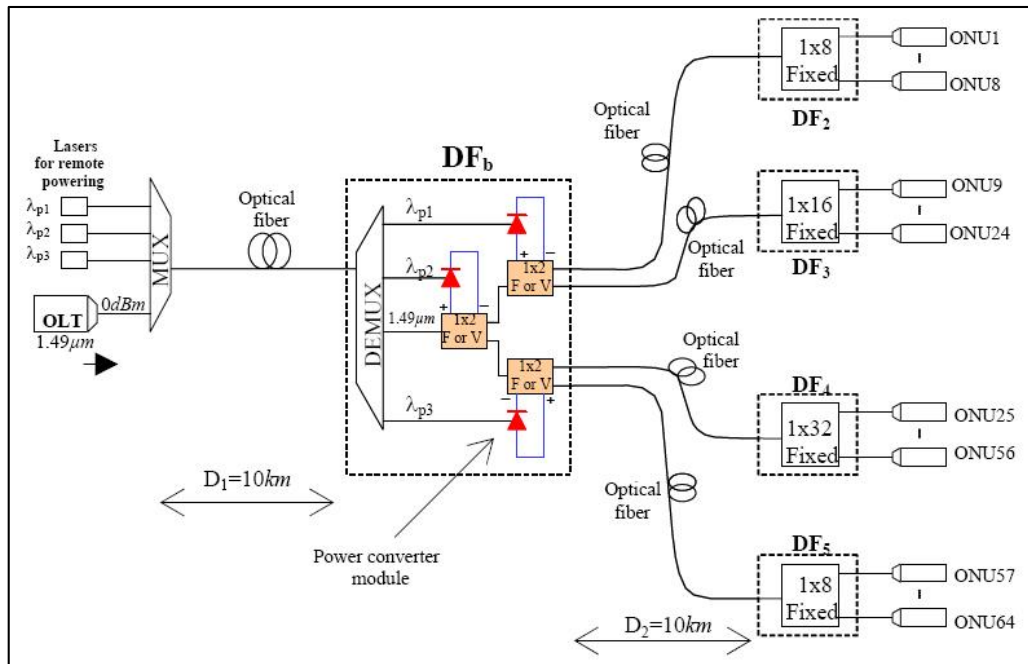 Lasers
for remote
powering
λp1
λp2
λp3
OLT
0dBm
1.49µm
MUX
Optical
fiber
DFb
DEMUX
λp1
λp2
1.49µm
λp3
+ −
1x2
F or V
+ −
1x2
F or V
1x2
F or V
− +
Power converter
module
D1=10km
Optical
fiber
Optical
fiber
Optical
fiber
Optical
fiber
D2=10km
1x8
Fixed
DF2
ONU1
ONU8
1x16
Fixed
DF3
ONU9
ONU24
DF4
1x32
Fixed
ONU25
ONU56
DF5
1x8
Fixed
ONU57
ONU64